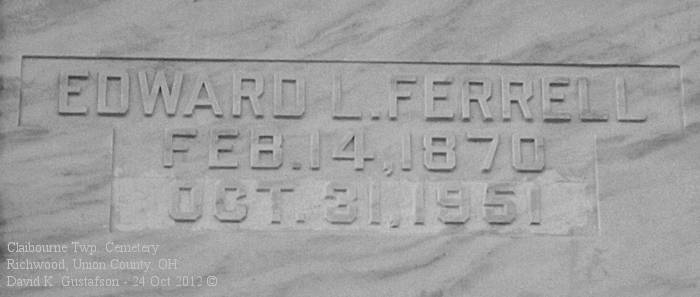 EDWARD L. FERRELL
FEB. 14, 1870
OCT. 31, 1951
Claibourne Twp. Cemetery
Richwood, Union County, OH
David K. Gustafson - 24 Oct 2012 ©